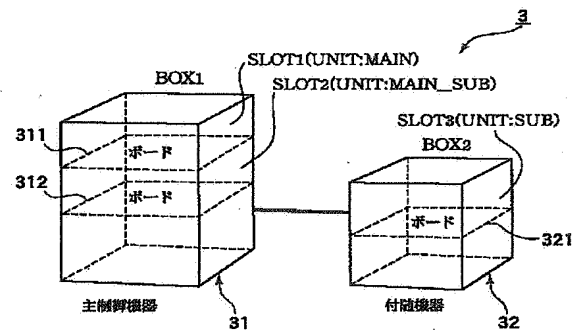 3
SLOT1(UNIT:MAIN)
BOX1
SLOT2(UNIT:MAIN_SUB)
SLOT3(UNIT:SUB)
BOX2
311
ボード
312
ボード
ボード
321
主制御機器
31
付随機器
32